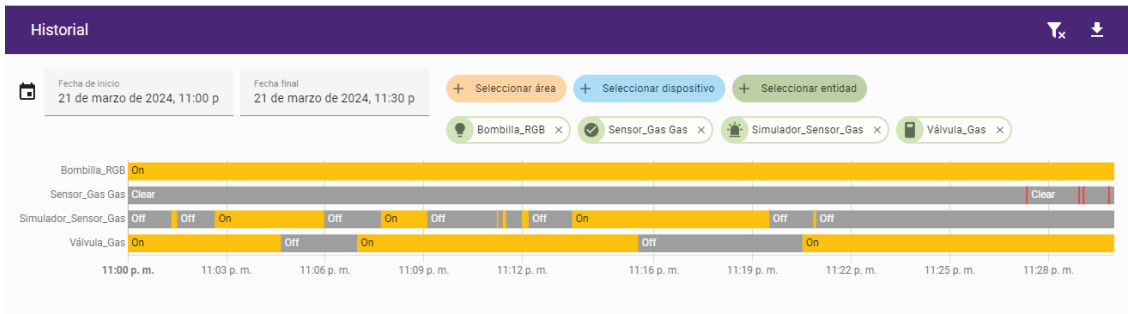 Historial
Fecha de inicio
21 de marzo de 2024, 11:00 p
Fecha final
21 de marzo de 2024, 11:30 p
+ Seleccionar área
+ Seleccionar dispositivo
+ Seleccionar entidad
Bombilla_RGB ×
Sensor_Gas Gas ×
Simulador_Sensor_Gas ×
Válvula_Gas ×
Bombilla_RGB On
Sensor_Gas Gas Clear Clear
Simulador_Sensor_Gas Off Off On Off On Off Off On Off Off
Válvula_Gas On Off On Off On
11:00 p. m. 11:03 p. m. 11:06 p. m. 11:09 p. m. 11:12 p. m. 11:16 p. m. 11:19 p. m. 11:22 p. m. 11:25 p. m. 11:28 p. m.